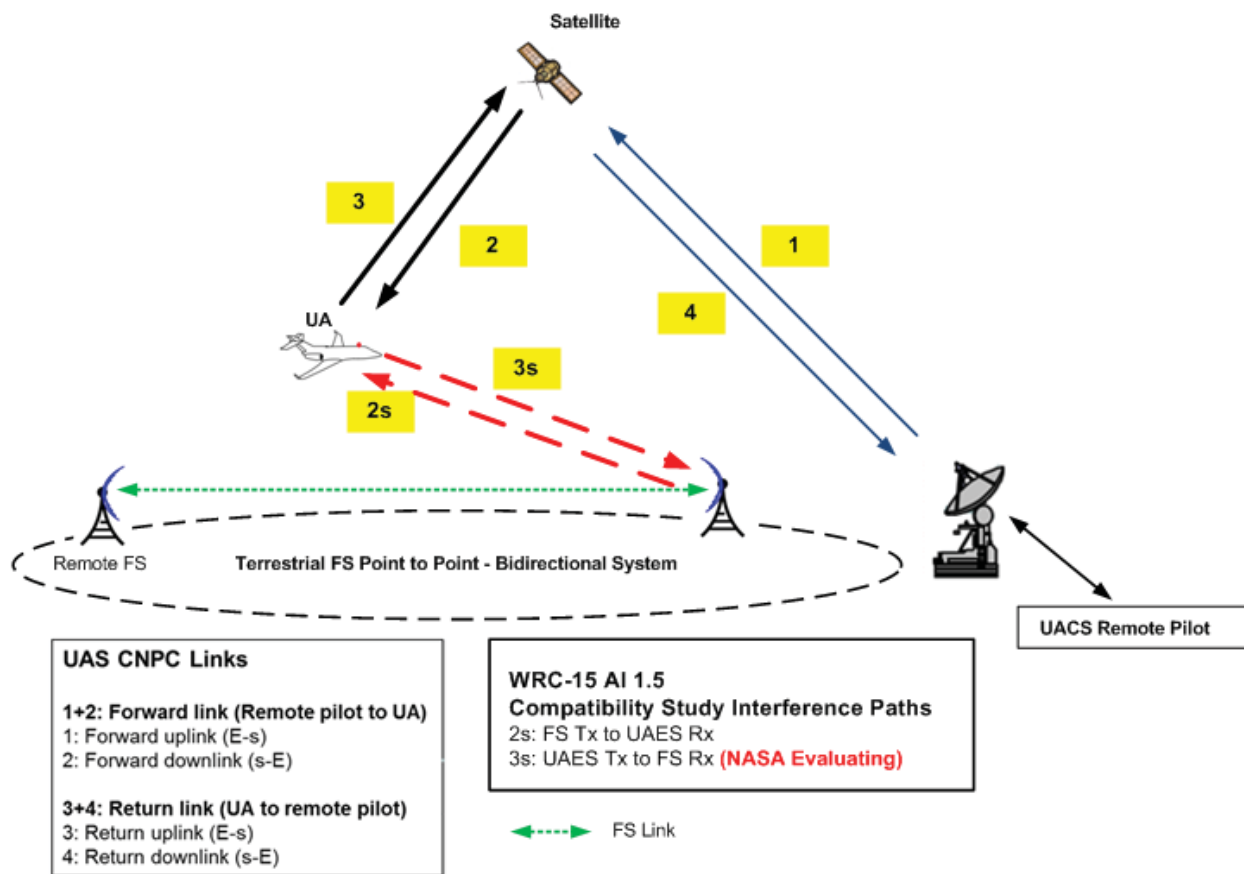 Satellite
3
2
1
4
UA
3s
2s
Remote FS
Terrestrial FS Point to Point - Bidirectional System
UACS Remote Pilot
UAS CNPC Links
1+2: Forward link (Remote pilot to UA)
1: Forward uplink (E-s)
2: Forward downlink (s-E)
3+4: Return link (UA to remote pilot)
3: Return uplink (E-s)
4: Return downlink (s-E)
WRC-15 AI 1.5
Compatibility Study Interference Paths
2s: FS Tx to UAES Rx
3s: UAES Tx to FS Rx (NASA Evaluating)
FS Link